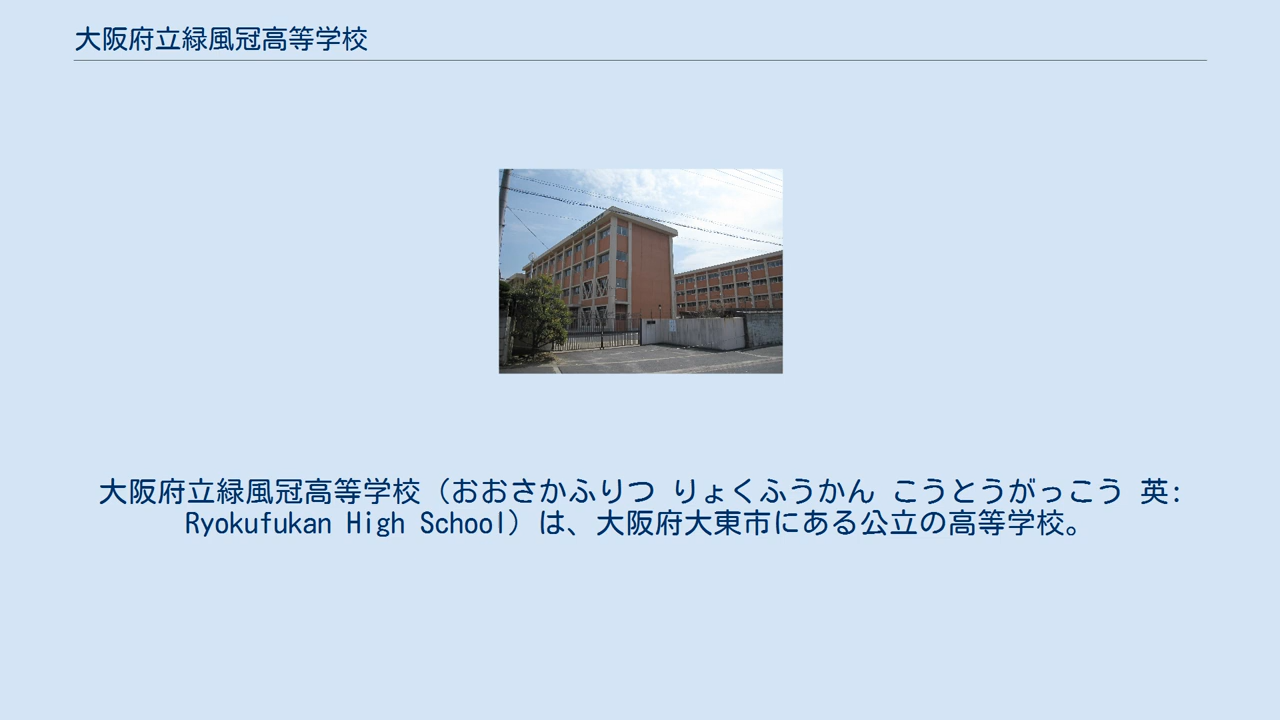 大阪府立緑風冠高等学校
大阪府立緑風冠高等学校（おおさかふりつ りょくふうかん こうとうがっこう 英:
Ryokufukan High School）は、大阪府大東市にある公立の高等学校。